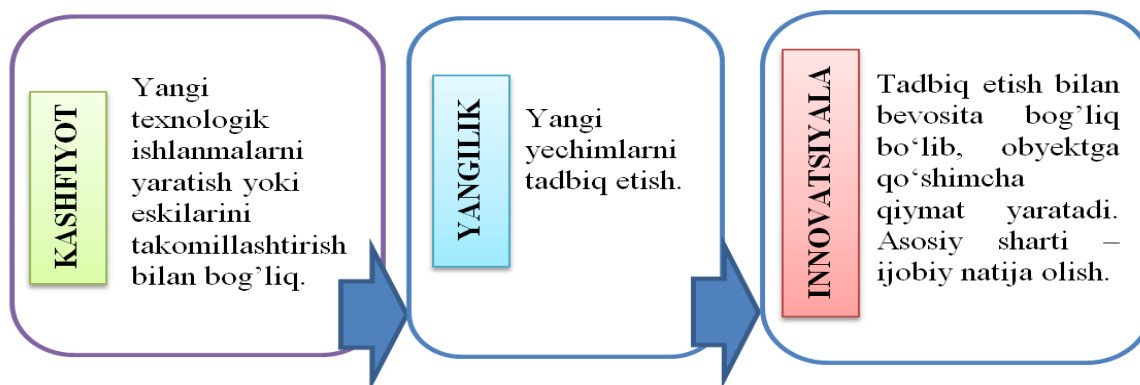 KASHFIYOT
Yangi
texnologik
ishlanmalarni
yaratish yoki
eskilarini
takomillashtirish
bilan bog’liq.
YANGILIK
Yangi
yechimlarni
tadbiq etish.
INNOVATSIYALA
Tadbiq etish bilan
bevosita bog’liq
bo‘lib, obyektga
qo‘shimcha
qiymat yaratadi.
Asosiy sharti –
ijobiy natija olish.